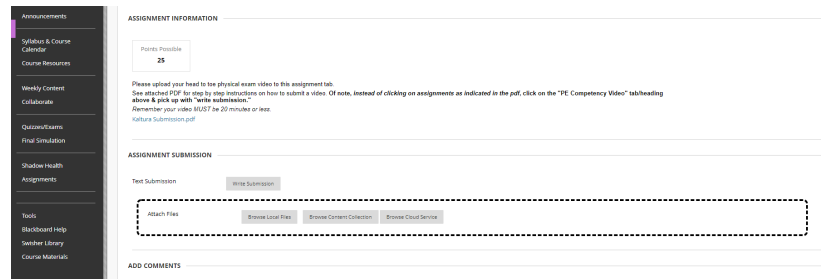 Announcements
Syllabus & Course
Calendar
Course Resources
Weekly Content
Collaborate
Quizzes/Exams
Final Simulation
Shadow Health
Assignments
Tools
Blackboard Help
Swisher Library
Course Materials
ASSIGNMENT INFORMATION
Points Possible
25
Please upload your head to toe physical exam video to this assignment tab.
See attached PDF for step by step instructions on how to submit a video. Of note, instead of clicking on assignments as indicated in the pdf, click on the "PE Competency Video" tab/heading
above & pick up with "write submission."
Remember your video MUST be 20 minutes or less.
Kaltura Submission.pdf
ASSIGNMENT SUBMISSION
Text Submission Write Submission
Attach Files Browse Local Files Browse Content Collection Browse Cloud Service
ADD COMMENTS